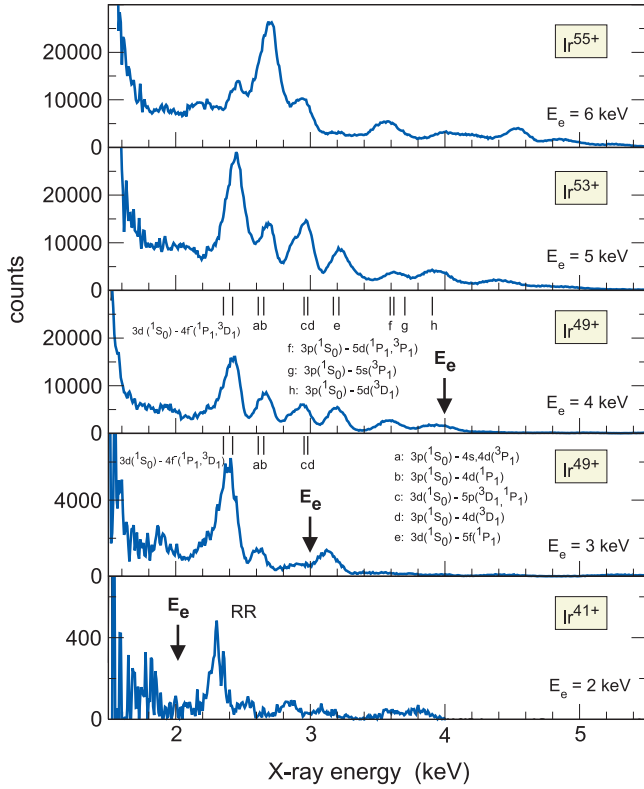 Ir55+
20000
10000
0
Ee = 6 keV
Ir53+
20000
10000
0
Ee = 5 keV
counts
3d (1S0) - 4f (1P1,3D1)
ab
cd
e
f
g
h
Ir49+
20000
10000
0
f: 3p(1S0) - 5d(1P1,3P1)
g: 3p(1S0) - 5s(3P1)
h: 3p(1S0) - 5d(3D1)
Ee
Ee = 4 keV
3d(1S0) - 4f(1P1,3D1)
ab
cd
Ir49+
4000
0
Ee
a: 3p(1S0) - 4s,4d(3P1)
b: 3p(1S0) - 4d(1P1)
c: 3d(1S0) - 5p(3D1,1P1)
d: 3p(1S0) - 4d(3D1)
e: 3d(1S0) - 5f(1P1)
Ee = 3 keV
Ir41+
400
0
Ee
RR
Ee = 2 keV
2 3 4 5
X-ray energy (keV)